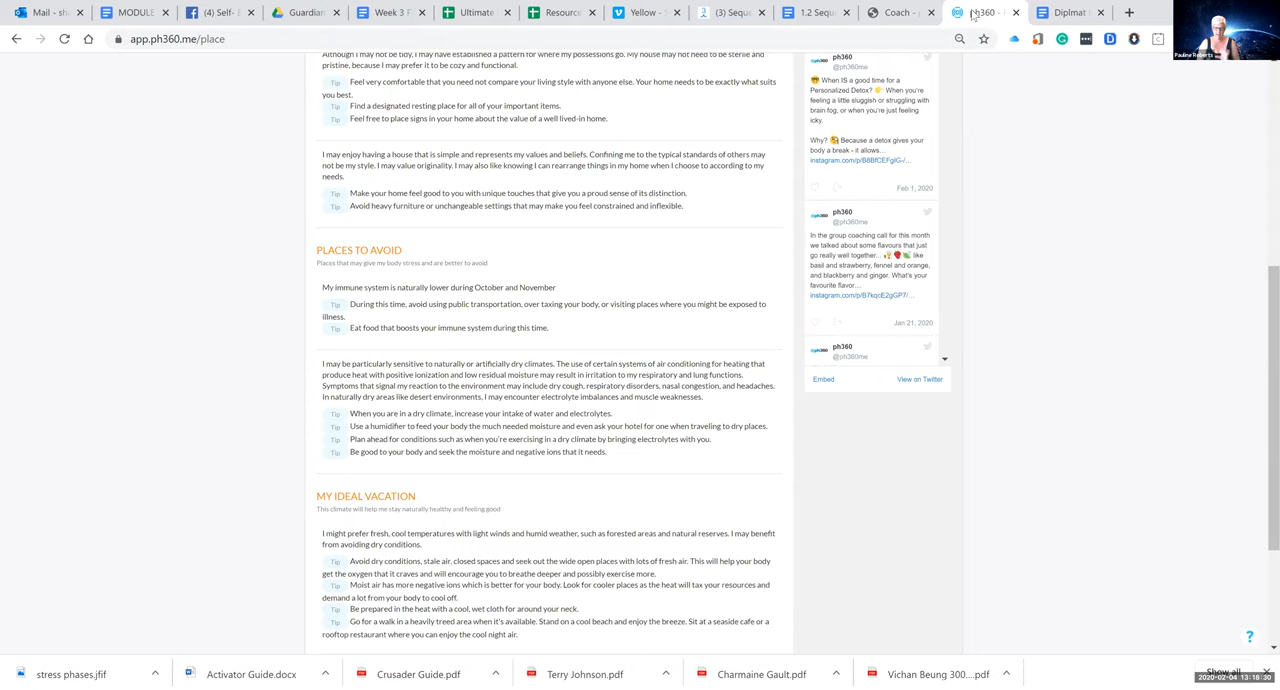 Mail - sha
MODULE
(4) Self-
Guardian
Week 3 F
Ultimate
Resource
Yellow - S
(3) Seque
1.2 Sequ
Coach - p
ph360 -
Diplmat
app.ph360.me/place
Pauline Roberts
Although I may not be tidy, I may have established a pattern for where my possessions go. My house may not need to be sterile and
pristine, because I may prefer it to be cozy and functional.
Tip Feel very comfortable that you need not compare your living style with anyone else. Your home needs to be exactly what suits
you best.
Tip Find a designated resting place for all of your important items.
Tip Feel free to place signs in your home about the value of a well lived-in home.
I may enjoy having a house that is simple and represents my values and beliefs. Confining me to the typical standards of others may
not be my style. I may value originality. I may also like knowing I can rearrange things in my home when I choose to according to my
needs.
Tip Make your home feel good to you with unique touches that give you a proud sense of its distinction.
Tip Avoid heavy furniture or unchangeable settings that may make you feel constrained and inflexible.
PLACES TO AVOID
Places that may give my body stress and are better to avoid
My immune system is naturally lower during October and November
Tip During this time, avoid using public transportation, over taxing your body, or visiting places where you might be exposed to
illness.
Tip Eat food that boosts your immune system during this time.
I may be particularly sensitive to naturally or artificially dry climates. The use of certain systems of air conditioning for heating that
produce heat with positive ionization and low residual moisture may result in irritation to my respiratory and lung functions.
Symptoms that signal my reaction to the environment may include dry cough, respiratory disorders, nasal congestion, and headaches.
In naturally dry areas like desert environments, I may encounter electrolyte imbalances and muscle weaknesses.
Tip When you are in a dry climate, increase your intake of water and electrolytes.
Tip Use a humidifier to feed your body the much needed moisture and even ask your hotel for one when traveling to dry places.
Tip Plan ahead for conditions such as when you're exercising in a dry climate by bringing electrolytes with you.
Tip Be good to your body and seek the moisture and negative ions that it needs.
MY IDEAL VACATION
This climate will help me stay naturally healthy and feeling good
I might prefer fresh, cool temperatures with light winds and humid weather, such as forested areas and natural reserves. I may benefit
from avoiding dry conditions.
Tip Avoid dry conditions, stale air, closed spaces and seek out the wide open places with lots of fresh air. This will help your body
get the oxygen that it craves and will encourage you to breathe deeper and possibly exercise more.
Tip Moist air has more negative ions which is better for your body. Look for cooler places as the heat will tax your resources and
demand a lot from your body to cool off.
Tip Be prepared in the heat with a cool, wet cloth for around your neck.
Tip Go for a walk in a heavily treed area when it's available. Stand on a cool beach and enjoy the breeze. Sit at a seaside cafe or a
rooftop restaurant where you can enjoy the cool night air.
ph360
@ph360me
When IS a good time for a
Personalized Detox? When you're
feeling a little sluggish or struggling with
brain fog, or when you're just feeling
icky.
Why? Because a detox gives your
body a break - it allows...
instagram.com/p/B8BfCEFgIG-/...
Feb 1, 2020
ph360
@ph360me
In the group coaching call for this month
we talked about some flavours that just
go really well together... like
basil and strawberry, fennel and orange,
and blackberry and ginger. What's your
favourite flavor...
instagram.com/p/B7kqcE2gGP7/...
Jan 21, 2020
ph360
@ph360me
Embed
View on Twitter
?
stress phases.jfif
Activator Guide.docx
Crusader Guide.pdf
Terry Johnson.pdf
Charmaine Gault.pdf
Vichan Beung 300....pdf
Show all
2020-02-04 13:18:30